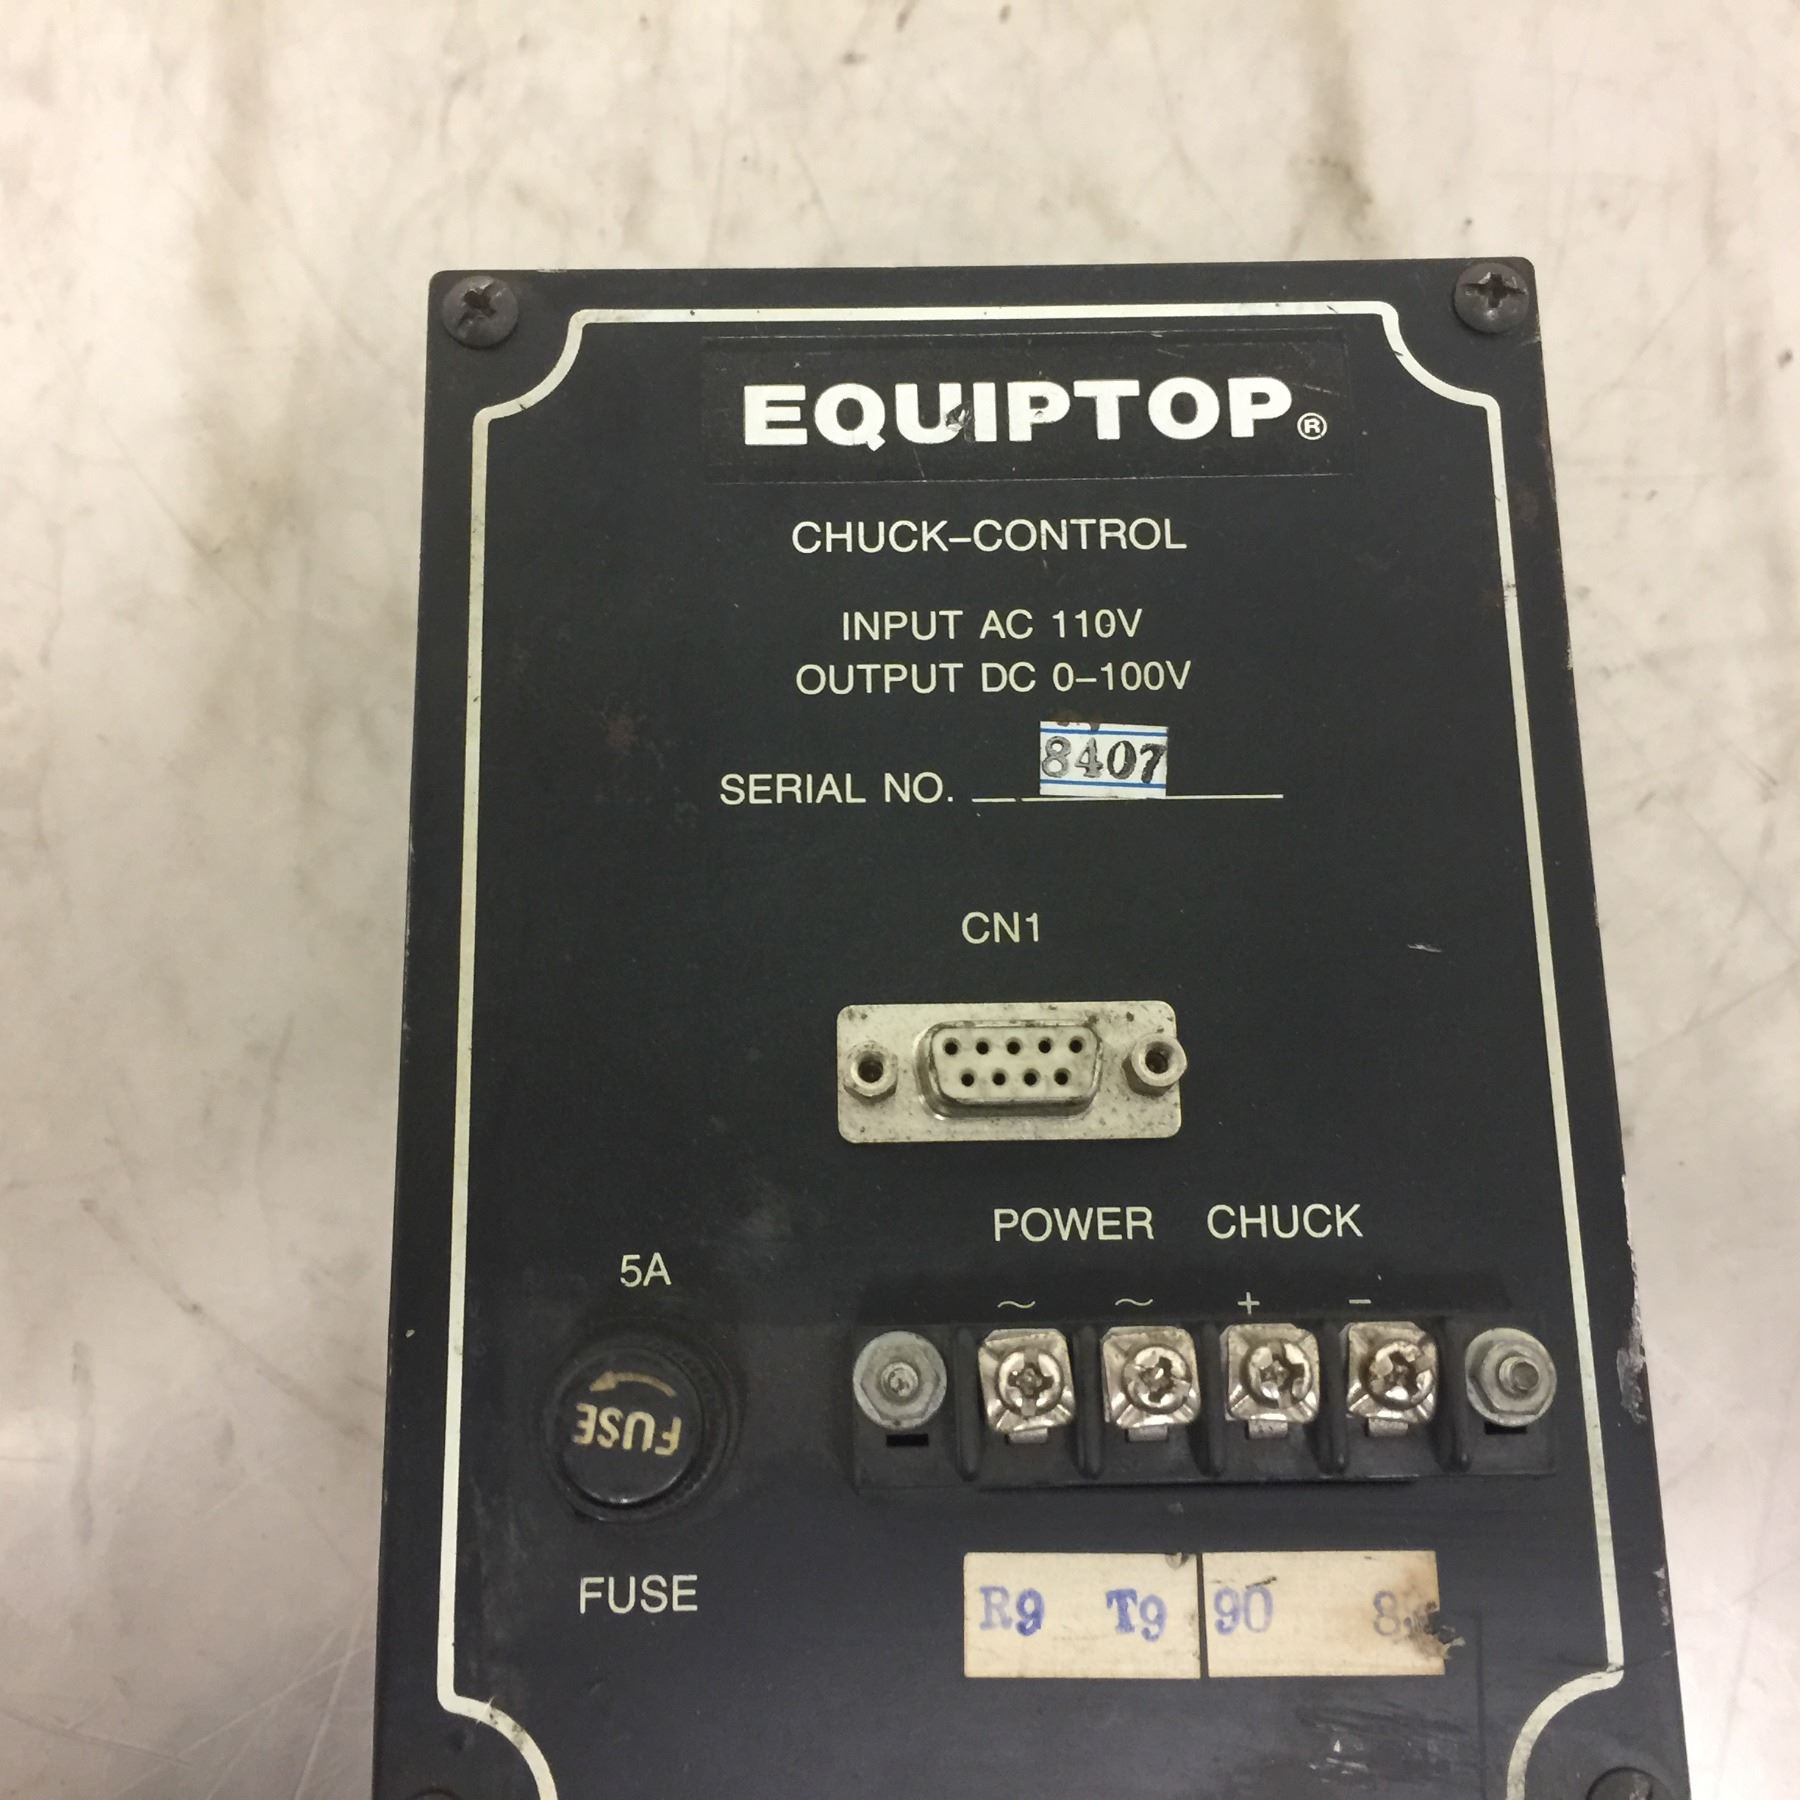 EQUIPTOP®
CHUCK-CONTROL
INPUT AC 110V
OUTPUT DC 0-100V
SERIAL NO. 8407
CN1
POWER CHUCK
5A
~ ~ + -
FUSE
FUSE
R9 T9 90